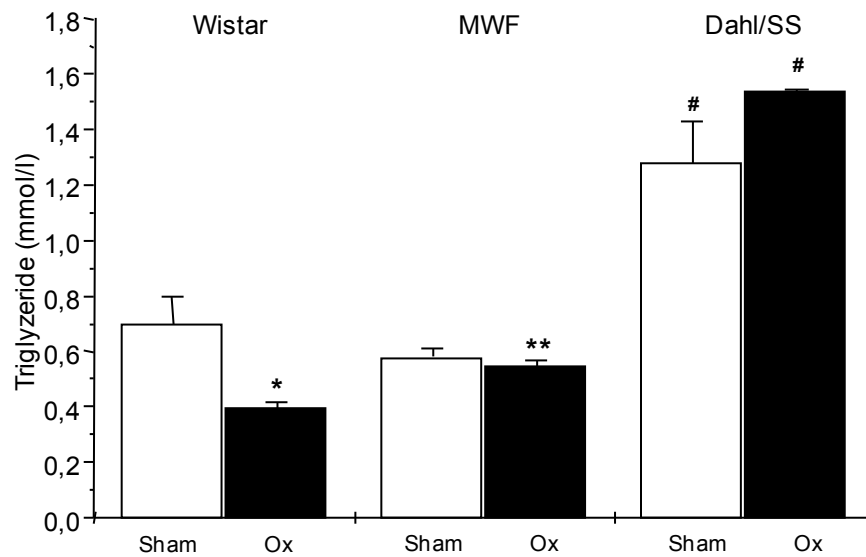 Wistar MWF Dahl/SS
Triglyzeride (mmol/l)
1,8
1,6
1,4
1,2
1,0
0,8
0,6
0,4
0,2
0,0
* ** # #
Sham Ox Sham Ox Sham Ox